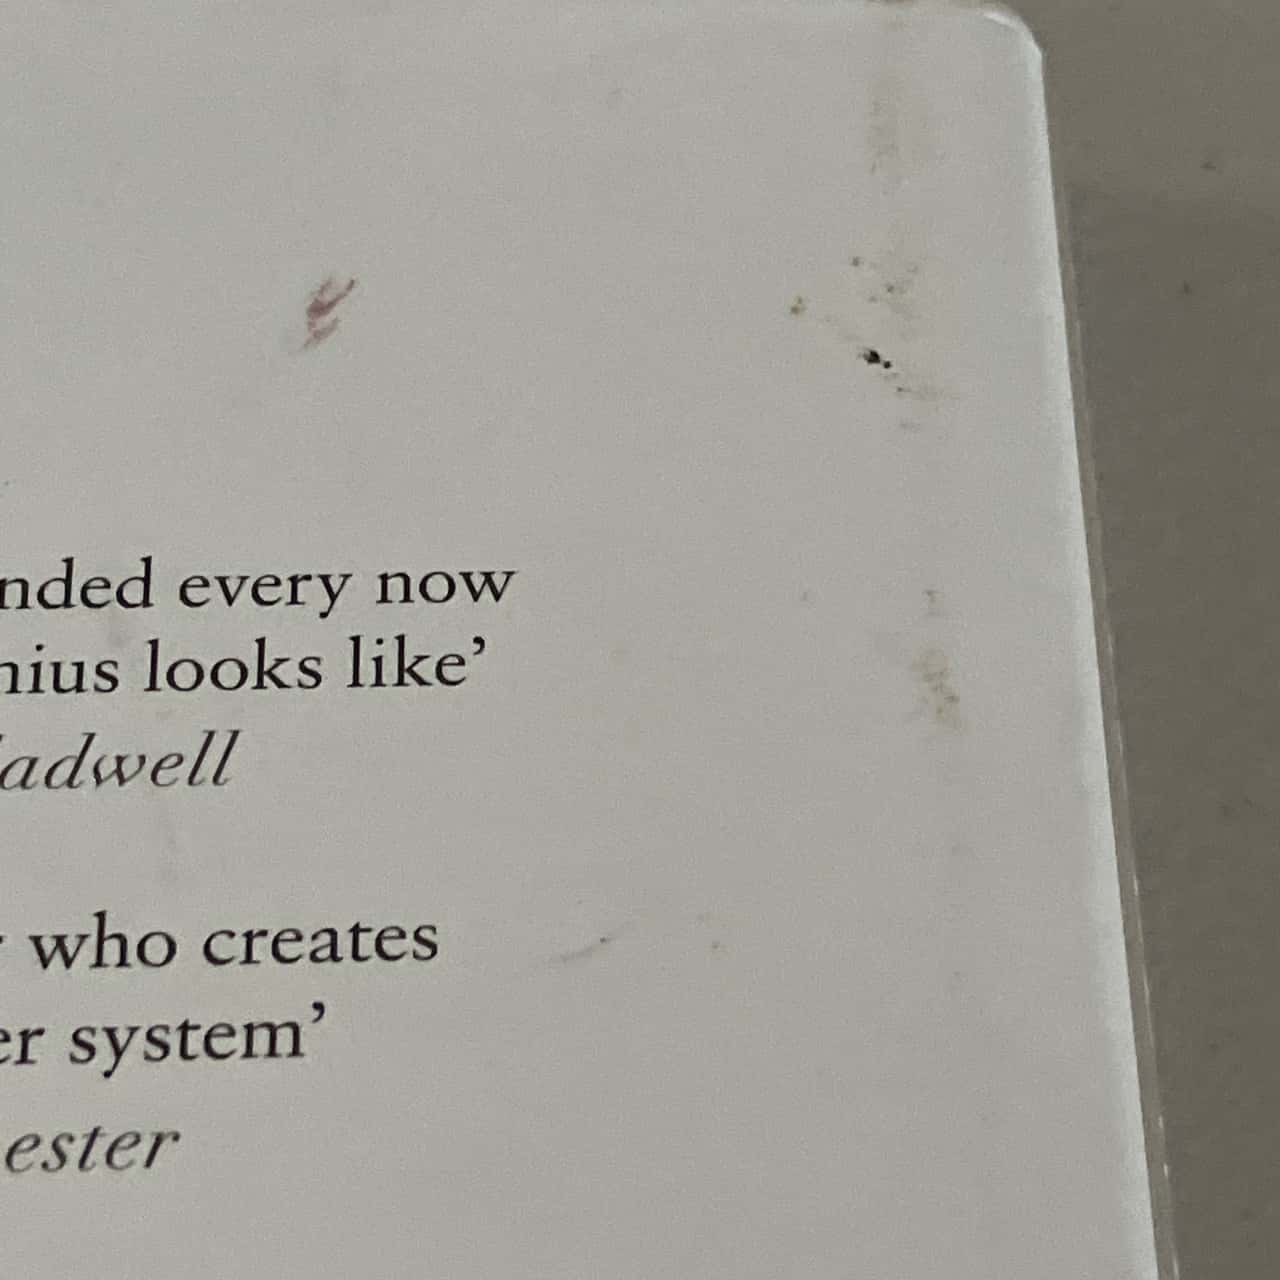 nded every now
nius looks like’
adwell
who creates
er system’
ester